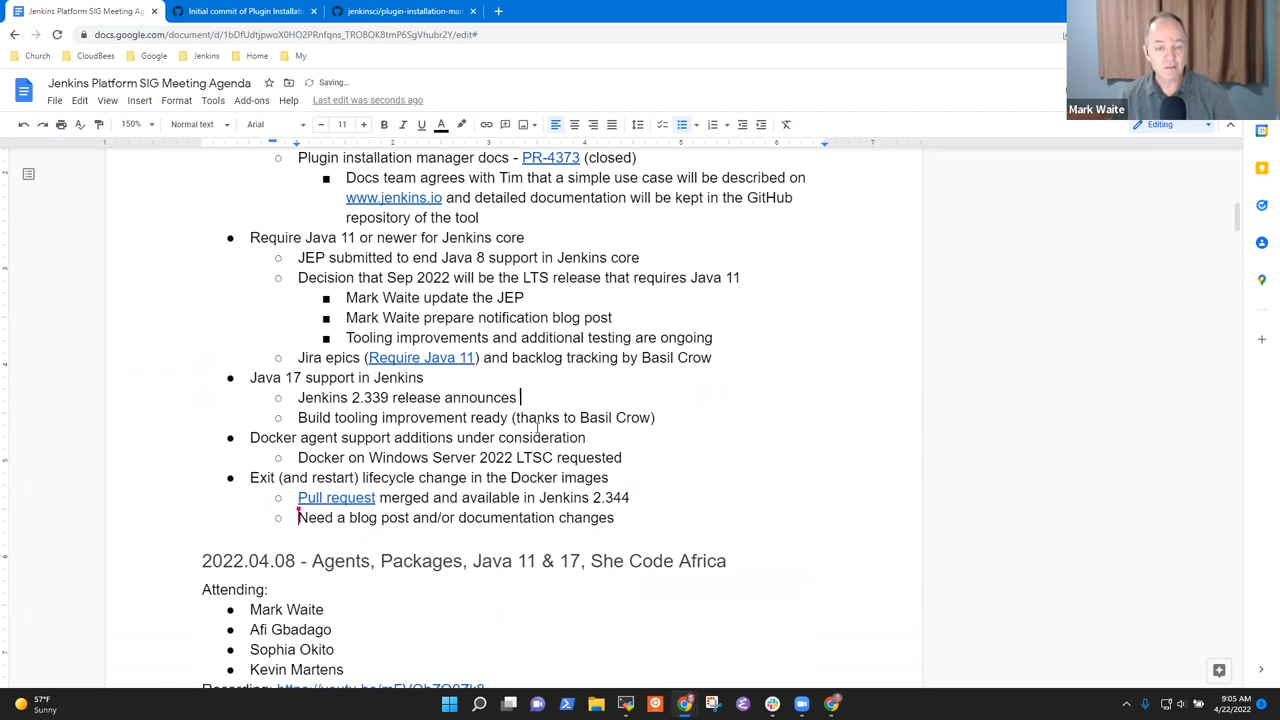 Jenkins Platform SIG Meeting Ag
Initial commit of Plugin Installati
jenkinsci/plugin-installation-ma
docs.google.com/document/d/1bDfUdtjpwoX0HO2PRnfqns_TROBOK8tmP6SgVhubr2Y/edit#
Church
CloudBees
Google
Jenkins
Home
My
Jenkins Platform SIG Meeting Agenda
Saving...
File Edit View Insert Format Tools Add-ons Help Last edit was seconds ago
Mark Waite
150% Normal text Arial 11 Editing
Plugin installation manager docs - PR-4373 (closed)
Docs team agrees with Tim that a simple use case will be described on
www.jenkins.io and detailed documentation will be kept in the GitHub
repository of the tool
Require Java 11 or newer for Jenkins core
JEP submitted to end Java 8 support in Jenkins core
Decision that Sep 2022 will be the LTS release that requires Java 11
Mark Waite update the JEP
Mark Waite prepare notification blog post
Tooling improvements and additional testing are ongoing
Jira epics (Require Java 11) and backlog tracking by Basil Crow
Java 17 support in Jenkins
Jenkins 2.339 release announces
Build tooling improvement ready (thanks to Basil Crow)
Docker agent support additions under consideration
Docker on Windows Server 2022 LTSC requested
Exit (and restart) lifecycle change in the Docker images
Pull request merged and available in Jenkins 2.344
Need a blog post and/or documentation changes
2022.04.08 - Agents, Packages, Java 11 & 17, She Code Africa
Attending:
Mark Waite
Afi Gbadago
Sophia Okito
Kevin Martens
57°F
Sunny
9:05 AM
4/22/2022